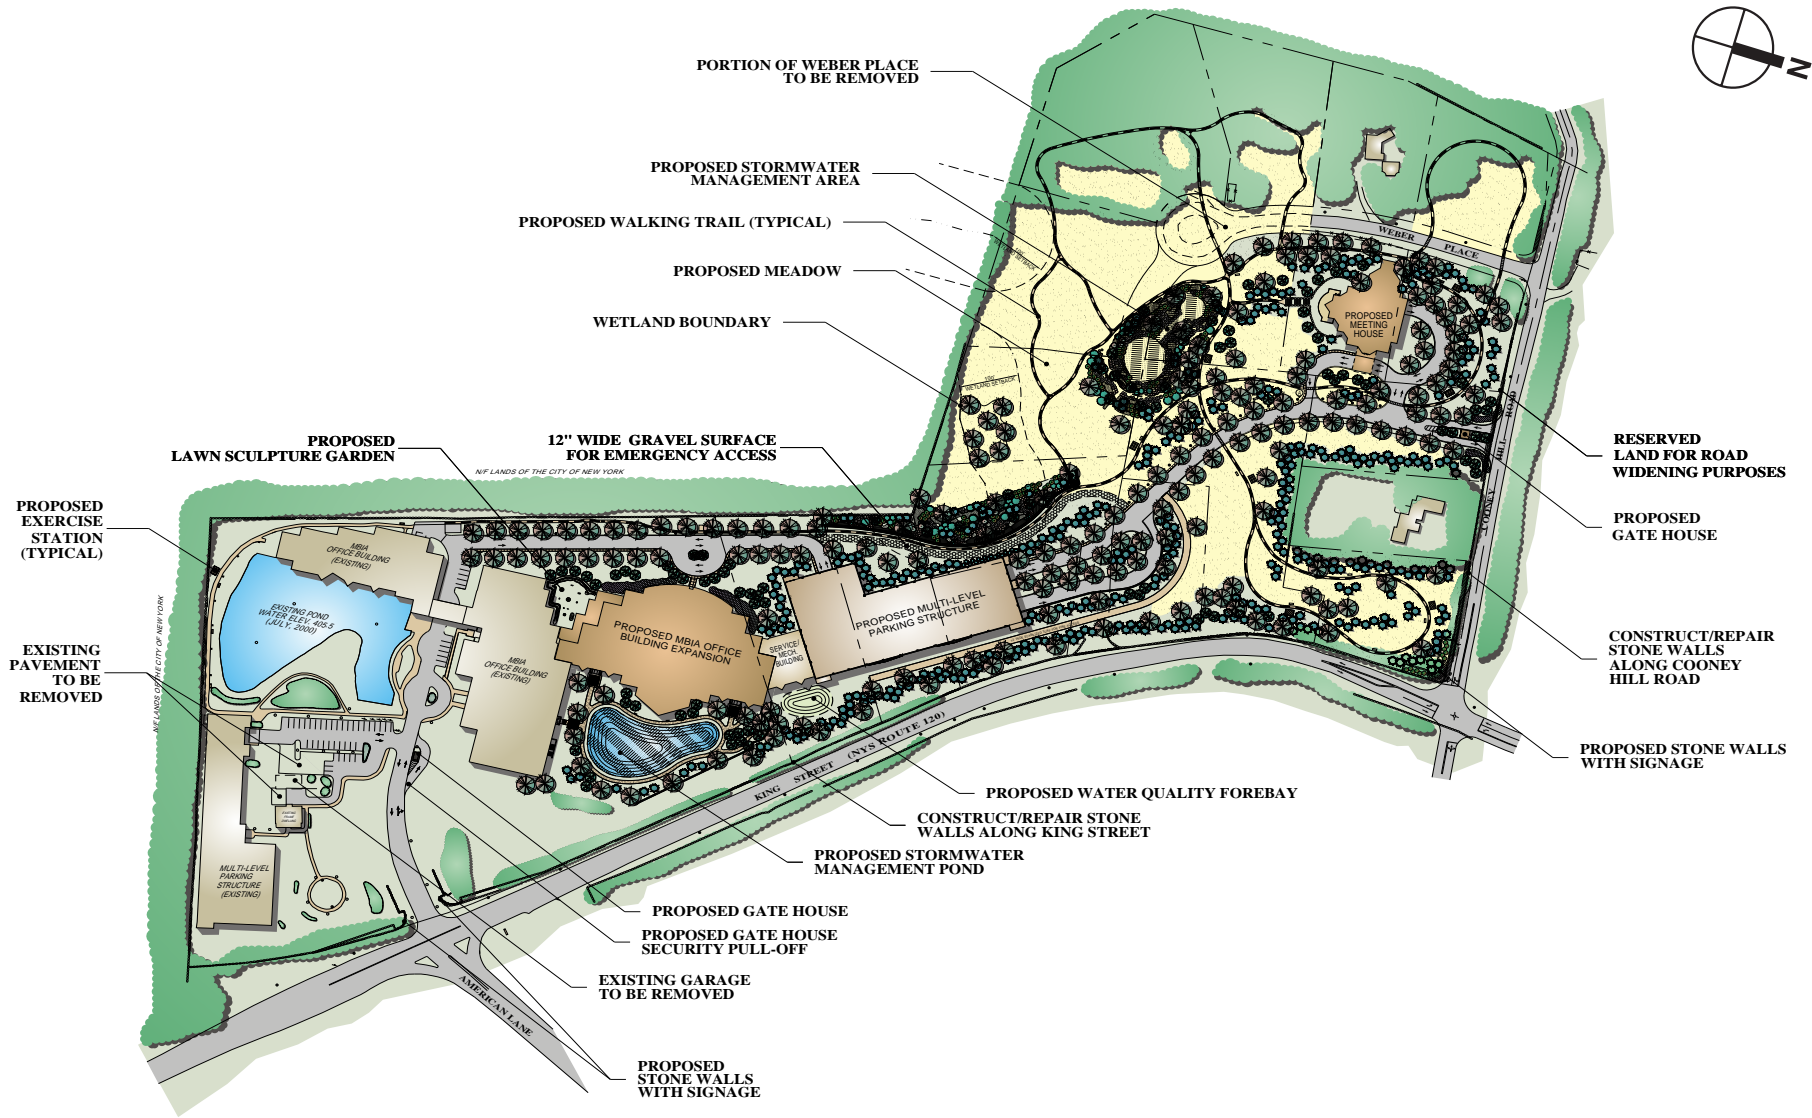 N
PORTION OF WEBER PLACE
TO BE REMOVED
PROPOSED STORMWATER
MANAGEMENT AREA
PROPOSED WALKING TRAIL (TYPICAL)
PROPOSED MEADOW
WETLAND BOUNDARY
WEBER PLACE
PROPOSED
MEETING
HOUSE
100'
WETLAND SETBACK
COONEY HILL ROAD
RESERVED
LAND FOR ROAD
WIDENING PURPOSES
PROPOSED
GATE HOUSE
CONSTRUCT/REPAIR
STONE WALLS
ALONG COONEY
HILL ROAD
PROPOSED STONE WALLS
WITH SIGNAGE
PROPOSED
LAWN SCULPTURE GARDEN
12" WIDE GRAVEL SURFACE
FOR EMERGENCY ACCESS
N/F LANDS OF THE CITY OF NEW YORK
PROPOSED
EXERCISE
STATION
(TYPICAL)
MBIA
OFFICE BUILDING
(EXISTING)
EXISTING POND
WATER ELEV. 405.5
(JULY, 2000)
N/F LANDS OF THE CITY OF NEW YORK
EXISTING
PAVEMENT
TO BE
REMOVED
MBIA
OFFICE BUILDING
(EXISTING)
PROPOSED MBIA OFFICE
BUILDING EXPANSION
SERVICE/
MECH.
BUILDING
PROPOSED MULTI-LEVEL
PARKING STRUCTURE
KING STREET (NYS ROUTE 120)
MULTI-LEVEL
PARKING
STRUCTURE
(EXISTING)
PROPOSED WATER QUALITY FOREBAY
CONSTRUCT/REPAIR STONE
WALLS ALONG KING STREET
PROPOSED STORMWATER
MANAGEMENT POND
PROPOSED GATE HOUSE
PROPOSED GATE HOUSE
SECURITY PULL-OFF
EXISTING GARAGE
TO BE REMOVED
AMERICAN LANE
PROPOSED
STONE WALLS
WITH SIGNAGE